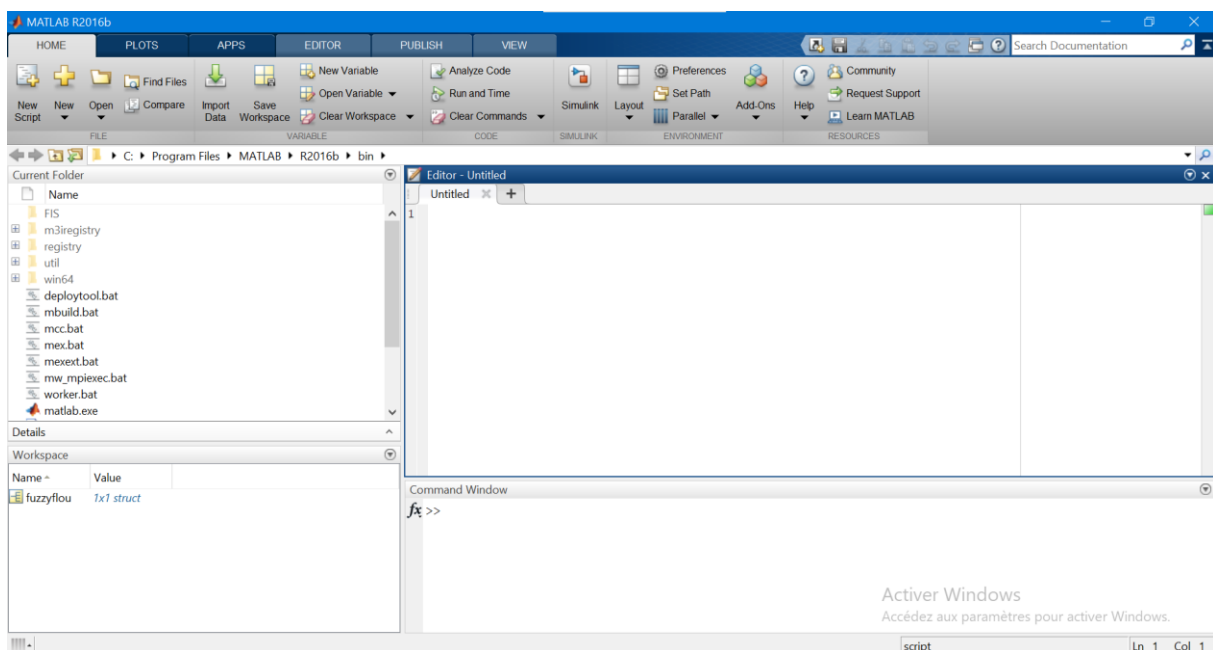 MATLAB R2016b
HOME PLOTS APPS EDITOR PUBLISH VIEW
Search Documentation
New Script
New
Open
Find Files
Compare
Import Data
Save Workspace
New Variable
Open Variable
Clear Workspace
Analyze Code
Run and Time
Clear Commands
Simulink
Layout
Preferences
Set Path
Parallel
Add-Ons
Help
Community
Request Support
Learn MATLAB
FILE VARIABLE CODE SIMULINK ENVIRONMENT RESOURCES
C: Program Files MATLAB R2016b bin
Current Folder
Name
FIS
m3iregistry
registry
util
win64
deploytool.bat
mbuild.bat
mcc.bat
mex.bat
mexext.bat
mw_mpiexec.bat
worker.bat
matlab.exe
Details
Workspace
Name Value
fuzzyflou 1x1 struct
Editor - Untitled
Untitled
1
Command Window
fx >>
Activer Windows
Accédez aux paramètres pour activer Windows.
script Ln 1 Col 1